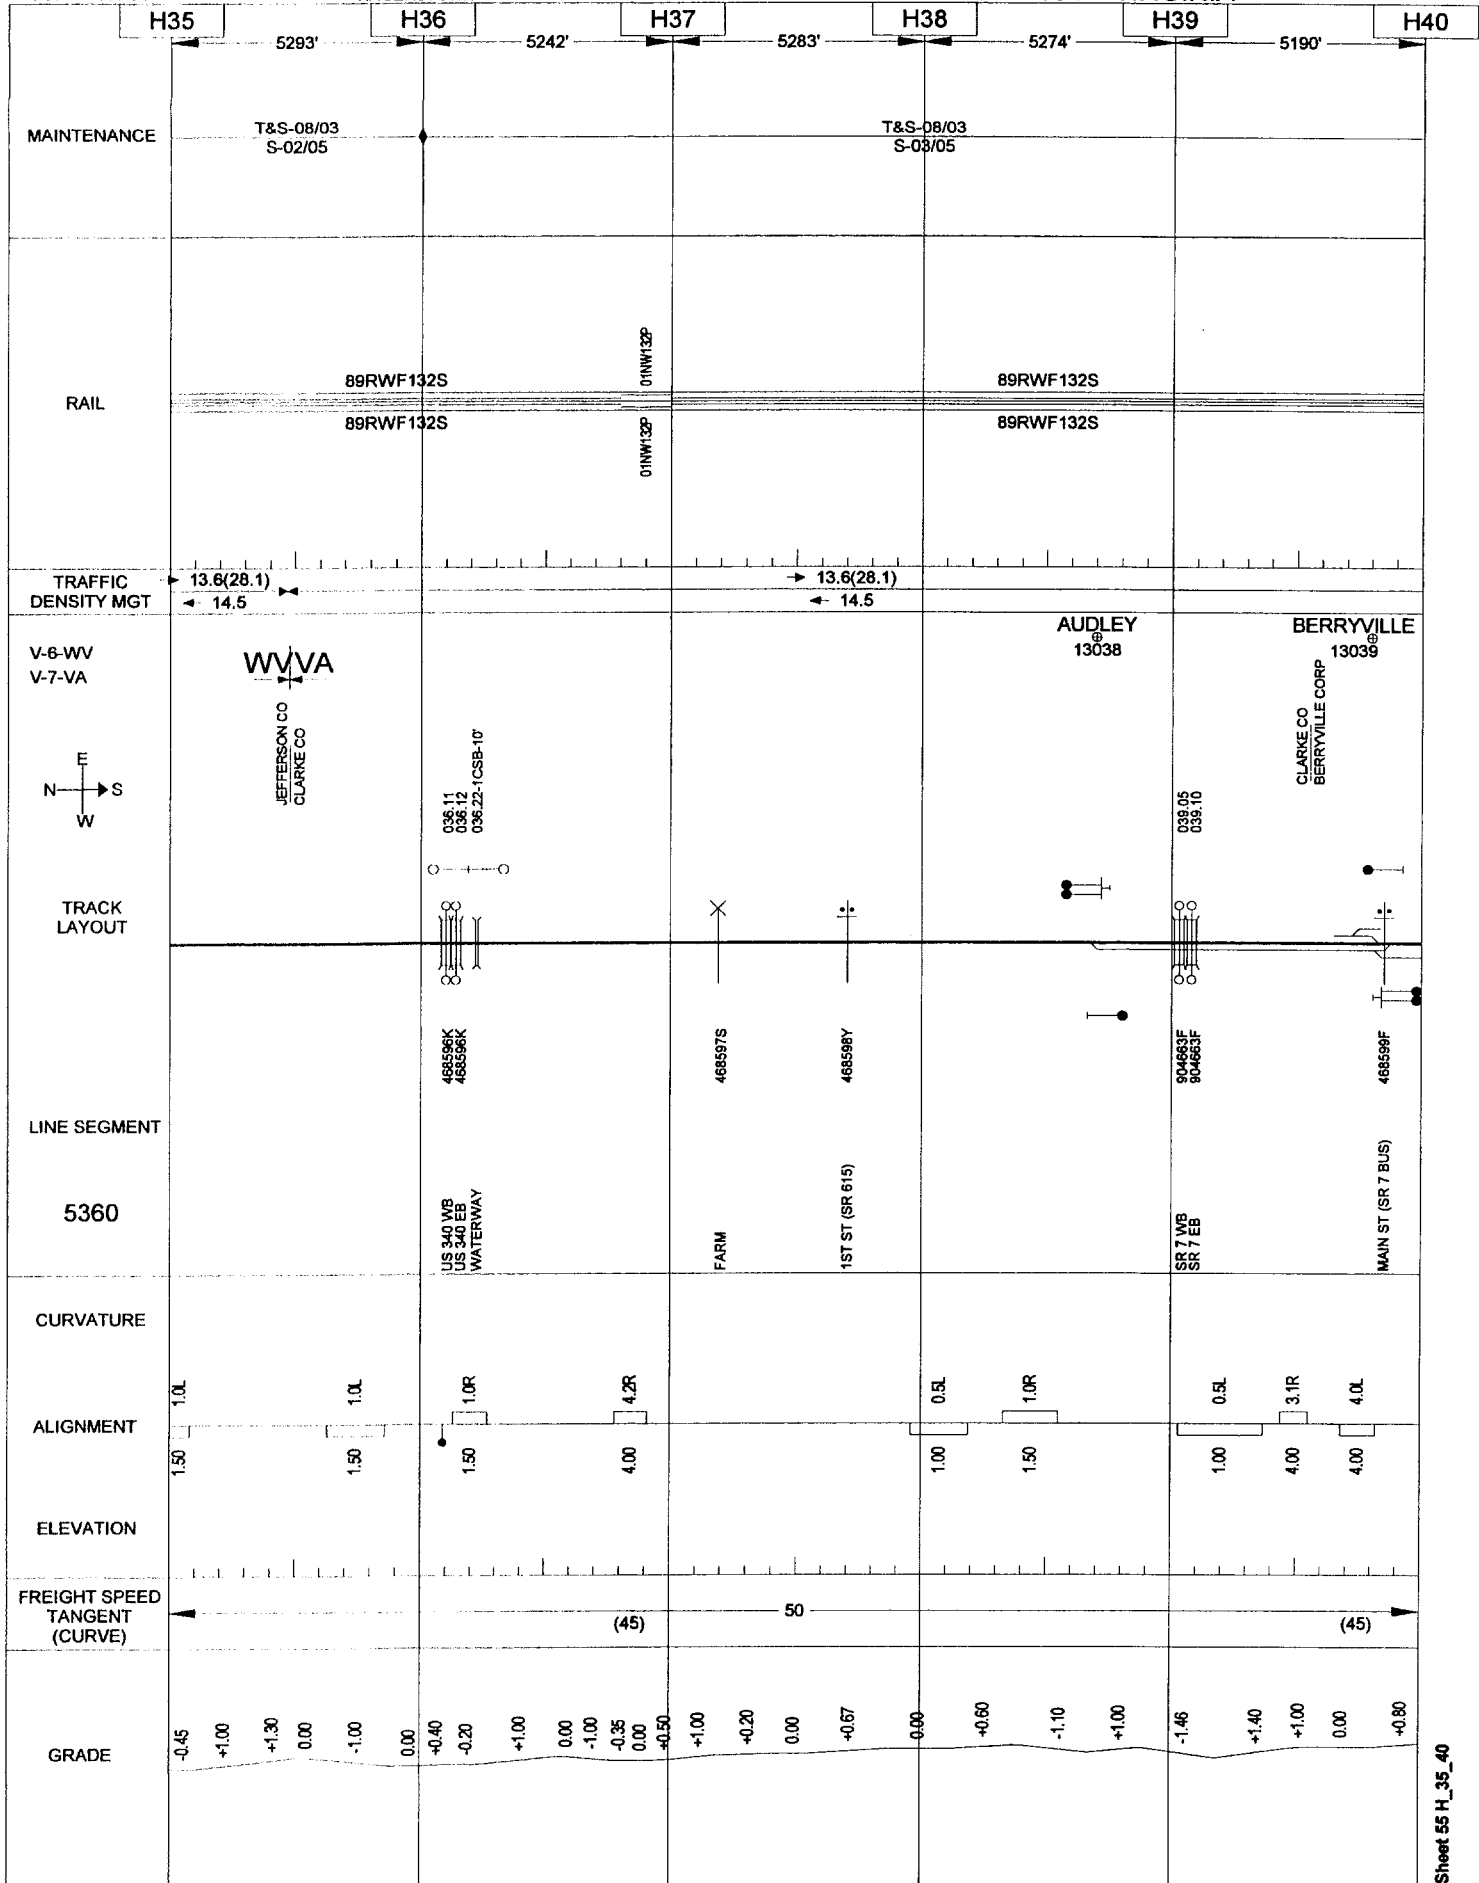 H35 H36 H37 H38 H39 H40
5293' 5242' 5283' 5274' 5190'
MAINTENANCE
T&S-08/03
S-02/05
T&S-08/03
S-03/05
RAIL
89RWF132S
89RWF132S
01NW132P
01NW132P
89RWF132S
89RWF132S
TRAFFIC
DENSITY MGT
13.6(28.1)
14.5
13.6(28.1)
14.5
V-6-WV
V-7-VA
WV VA
JEFFERSON CO
CLARKE CO
AUDLEY
13038
BERRYVILLE
13039
CLARKE CO
BERRYVILLE CORP
E
N S
W
036.11
036.12
036.22-1CSB-10'
039.05
039.10
TRACK
LAYOUT
468596K
468596K
468597S
468598Y
904663F
904663F
468599F
LINE SEGMENT
5360
US 340 WB
US 340 EB
WATERWAY
FARM
1ST ST (SR 615)
SR 7 WB
SR 7 EB
MAIN ST (SR 7 BUS)
CURVATURE
1.0L 1.0L 1.0R 4.2R 0.5L 1.0R 0.5L 3.1R 4.0L
ALIGNMENT
1.50 1.50 1.50 4.00 1.00 1.50 1.00 4.00 4.00
ELEVATION
FREIGHT SPEED
TANGENT
(CURVE)
50
(45)
(45)
GRADE
-0.45 +1.00 +1.30 0.00 -1.00 0.00 +0.40 -0.20 +1.00 0.00 -1.00 -0.35 0.00 +0.50 +1.00 +0.20 0.00 +0.67 0.00 +0.60 -1.10 +1.00 -1.46 +1.40 +1.00 0.00 +0.80
Sheet 55 H_35_40